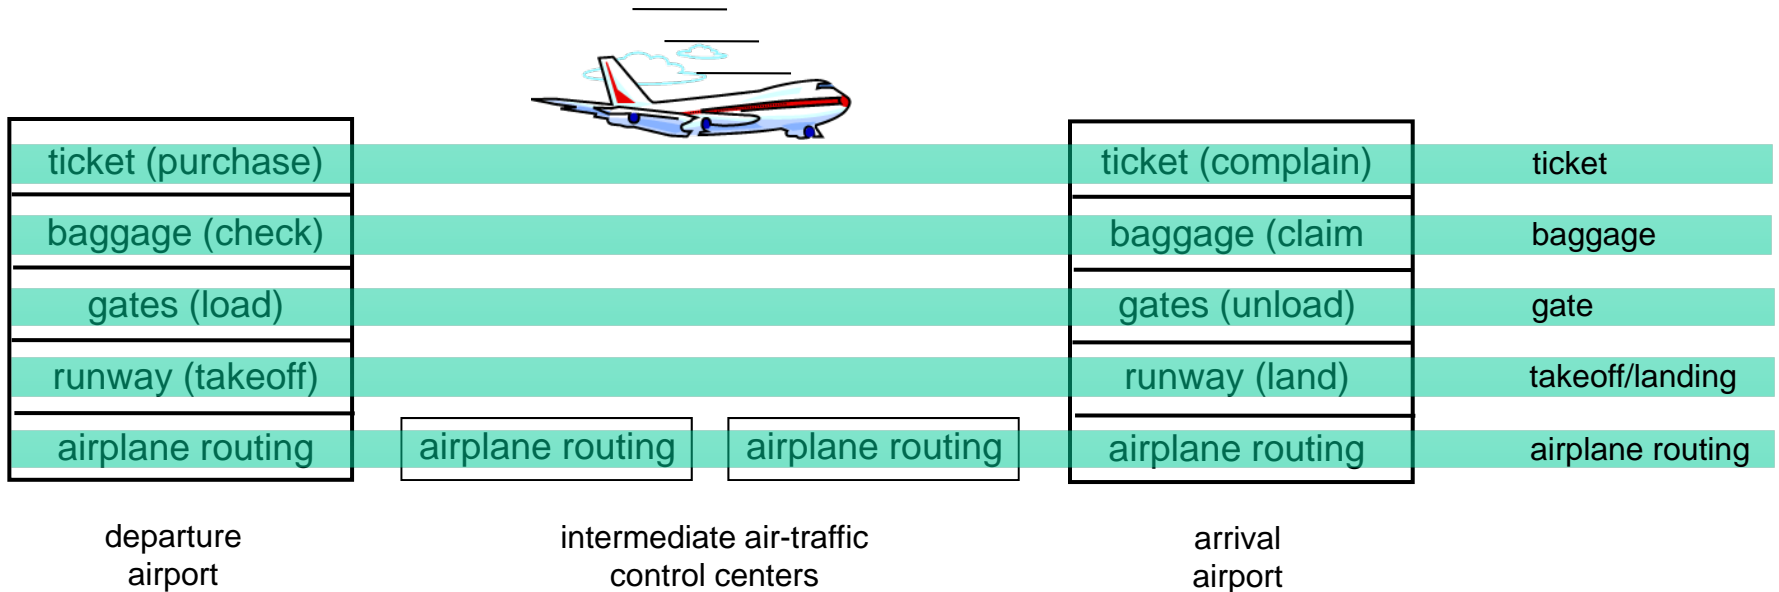 ticket (purchase)
ticket (complain)
ticket
baggage (check)
baggage (claim
baggage
gates (load)
gates (unload)
gate
runway (takeoff)
runway (land)
takeoff/landing
airplane routing
airplane routing
airplane routing
airplane routing
airplane routing
departure
airport
intermediate air-traffic
control centers
arrival
airport